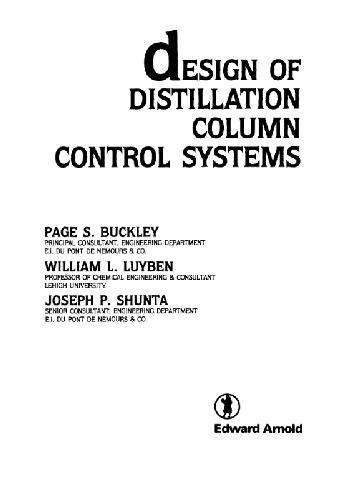 dESIGN OF
DISTILLATION
COLUMN
CONTROL SYSTEMS
PAGE S. BUCKLEY
PRINCIPAL CONSULTANT, ENGINEERING DEPARTMENT
E.I. DU PONT DE NEMOURS & CO.
WILLIAM L. LUYBEN
PROFESSOR OF CHEMICAL ENGINEERING & CONSULTANT
LEHIGH UNIVERSITY
JOSEPH P. SHUNTA
SENIOR CONSULTANT, ENGINEERING DEPARTMENT
E.I. DU PONT DE NEMOURS & CO.
Edward Arnold